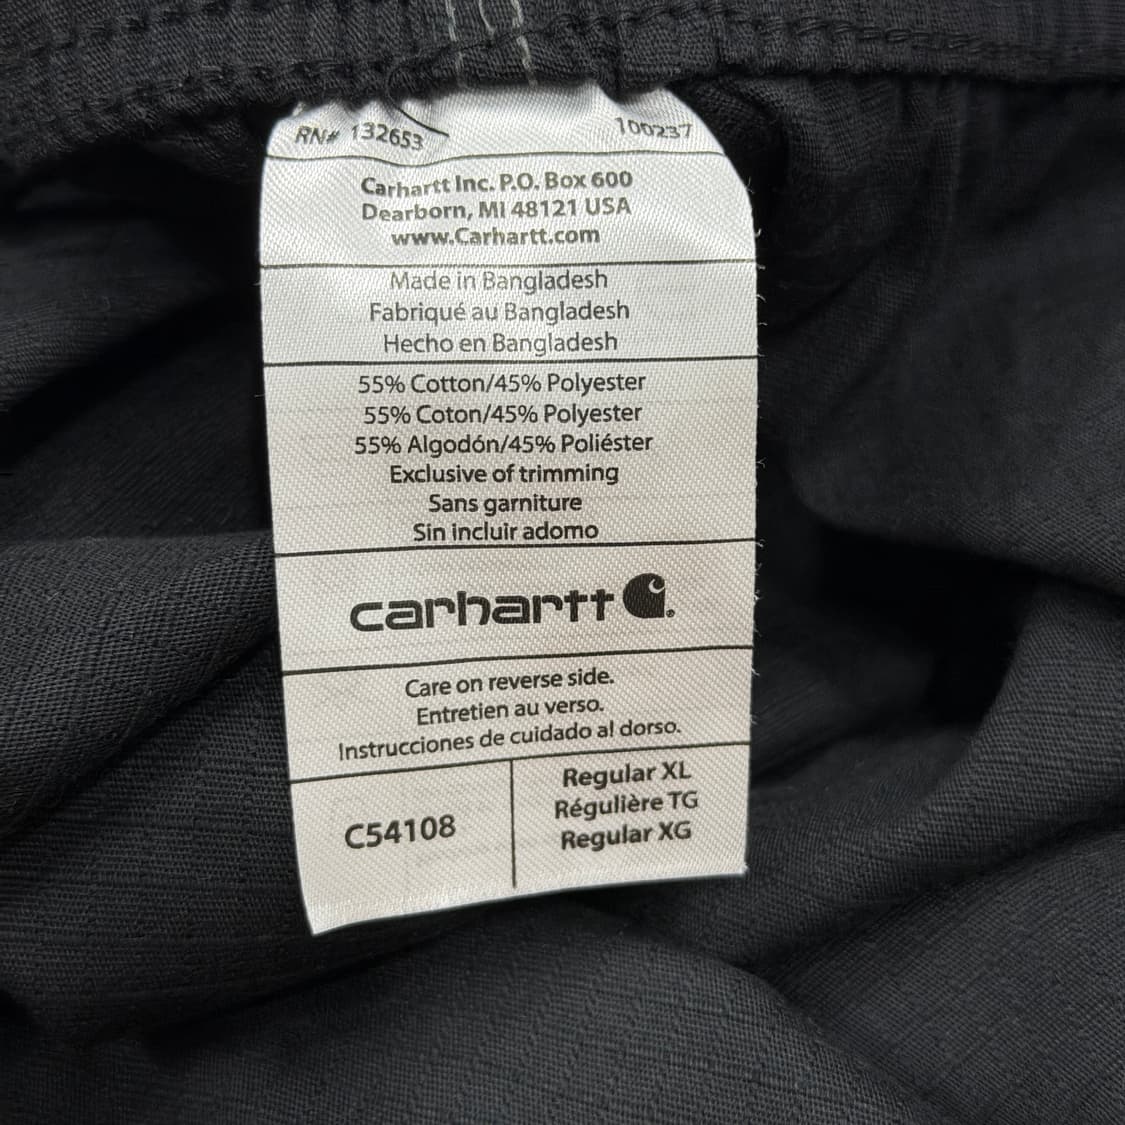 RN# 132653 100237
Carhartt Inc. P.O. Box 600
Dearborn, MI 48121 USA
www.Carhartt.com
Made in Bangladesh
Fabriqué au Bangladesh
Hecho en Bangladesh
55% Cotton/45% Polyester
55% Coton/45% Polyester
55% Algodón/45% Poliéster
Exclusive of trimming
Sans garniture
Sin incluir adomo
carhartt
Care on reverse side.
Entretien au verso.
Instrucciones de cuidado al dorso.
C54108
Regular XL
Régulière TG
Regular XG